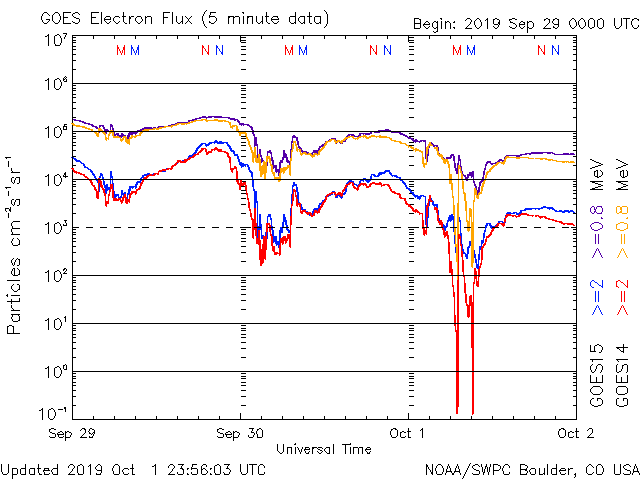 GOES Electron Flux (5 minute data)
Begin: 2019 Sep 29 0000 UTC
10⁷
M M N N M M N N M M N N
10⁶
10⁵
10⁴
10³
10²
10¹
10⁰
10⁻¹
Particles cm⁻²s⁻¹sr⁻¹
Sep 29 Sep 30 Oct 1 Oct 2
Universal Time
GOES15 >=2 >=0.8 MeV
GOES14 >=2 >=0.8 MeV
Updated 2019 Oct 1 23:56:03 UTC
NOAA/SWPC Boulder, CO USA